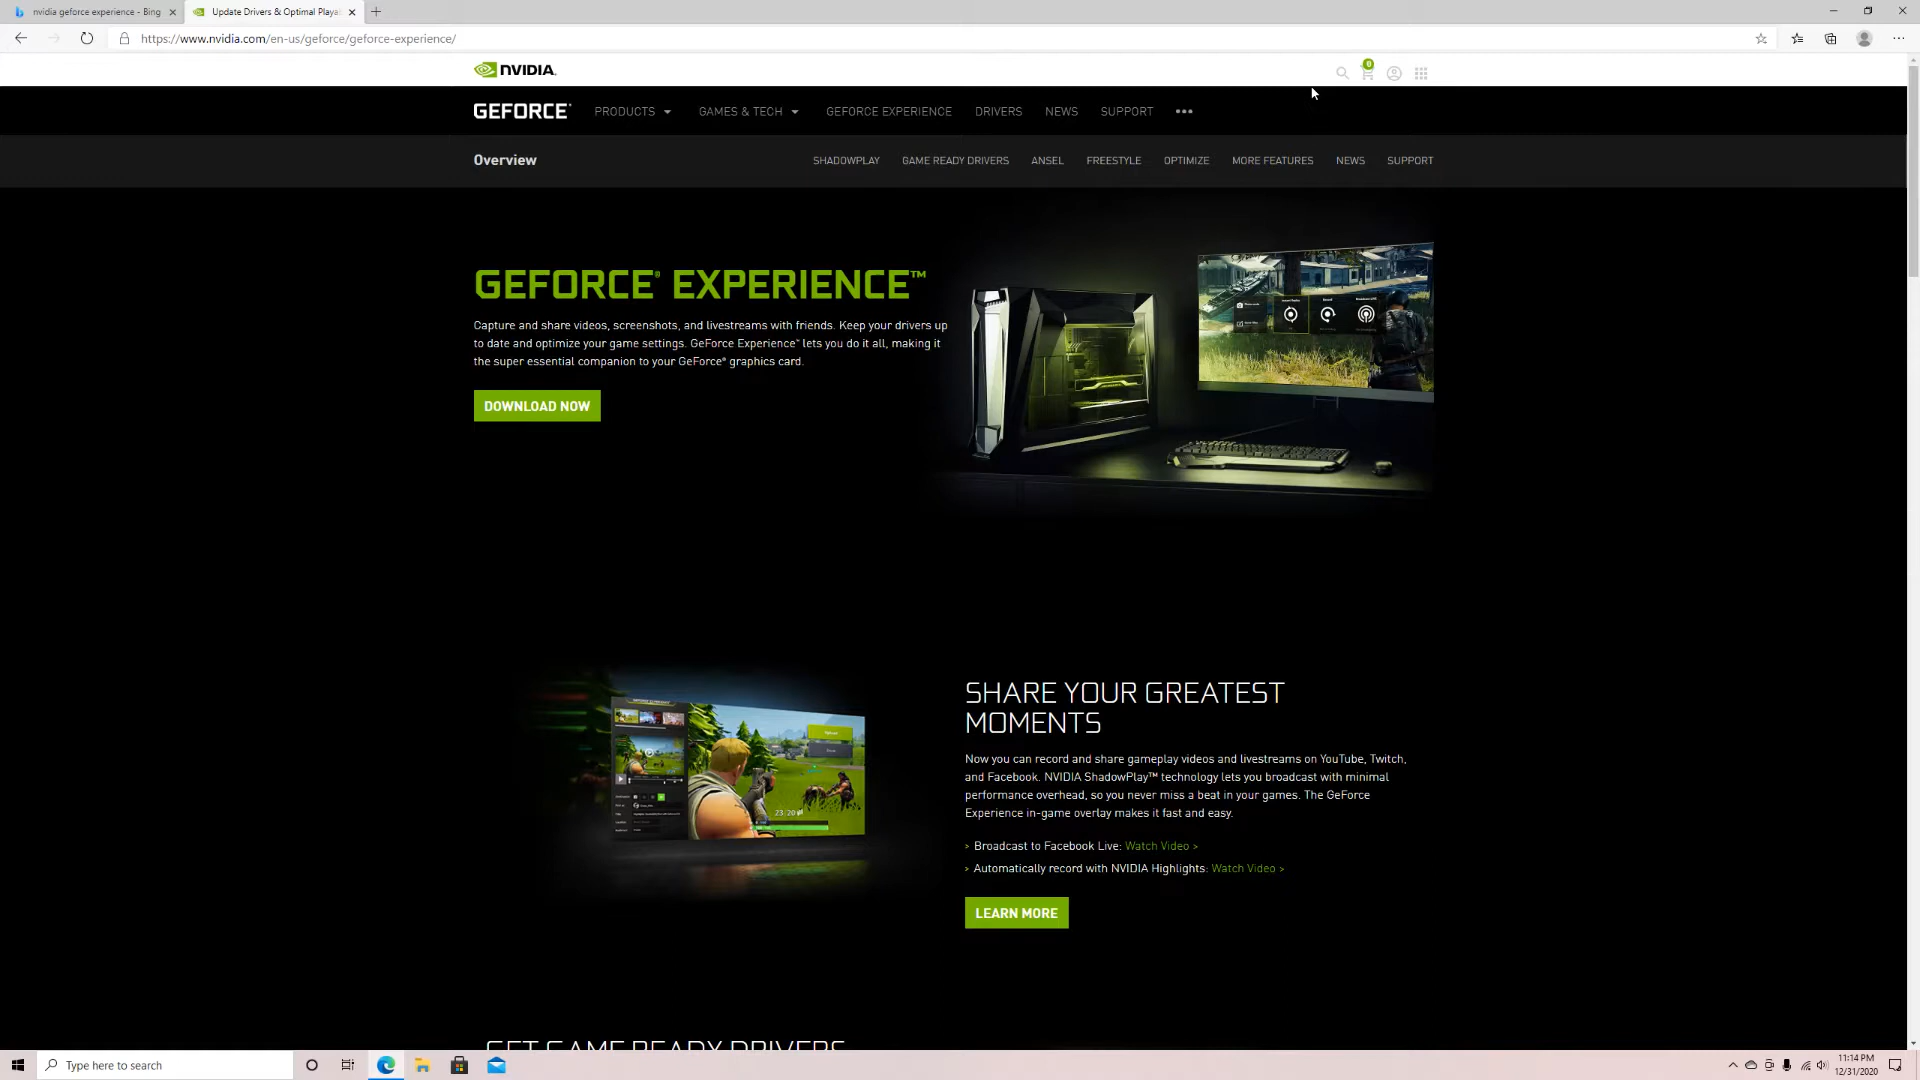 nvidia geforce experience - Bing
Update Drivers & Optimal Playa
https://www.nvidia.com/en-us/geforce/geforce-experience/
NVIDIA.
0
GEFORCE PRODUCTS GAMES & TECH GEFORCE EXPERIENCE DRIVERS NEWS SUPPORT •••
Overview SHADOWPLAY GAME READY DRIVERS ANSEL FREESTYLE OPTIMIZE MORE FEATURES NEWS SUPPORT
GEFORCE® EXPERIENCE™
Capture and share videos, screenshots, and livestreams with friends. Keep your drivers up
to date and optimize your game settings. GeForce Experience™ lets you do it all, making it
the super essential companion to your GeForce® graphics card.
DOWNLOAD NOW
SHARE YOUR GREATEST
MOMENTS
Now you can record and share gameplay videos and livestreams on YouTube, Twitch,
and Facebook. NVIDIA ShadowPlay™ technology lets you broadcast with minimal
performance overhead, so you never miss a beat in your games. The GeForce
Experience in-game overlay makes it fast and easy.
> Broadcast to Facebook Live: Watch Video >
> Automatically record with NVIDIA Highlights: Watch Video >
LEARN MORE
GET GAME READY DRIVERS
Type here to search
11:14 PM
12/31/2020